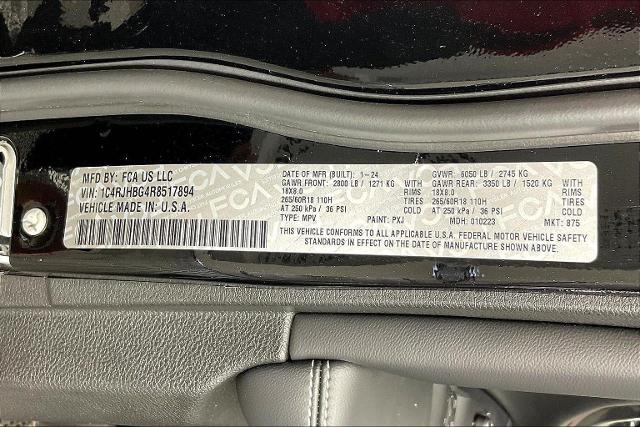 MFD BY: FCA US LLC
VIN: 1C4RJHBG4R8517894
VEHICLE MADE IN: U.S.A.
DATE OF MFR (BUILT): 1-24 GVWR: 6050 LB / 2745 KG
GAWR FRONT: 2800 LB / 1271 KG GAWR REAR: 3350 LB / 1520 KG
18X8.0 RIMS 18X8.0 RIMS
265/60R18 110H TIRES 265/60R18 110H TIRES
AT 250 kPa / 36 PSI COLD AT 250 kPa / 36 PSI COLD
TYPE: MPV PAINT: PXJ MDH: 010223 MKT: 875
THIS VEHICLE CONFORMS TO ALL APPLICABLE U.S.A. FEDERAL MOTOR VEHICLE SAFETY
STANDARDS IN EFFECT ON THE DATE OF MANUFACTURE SHOWN ABOVE.